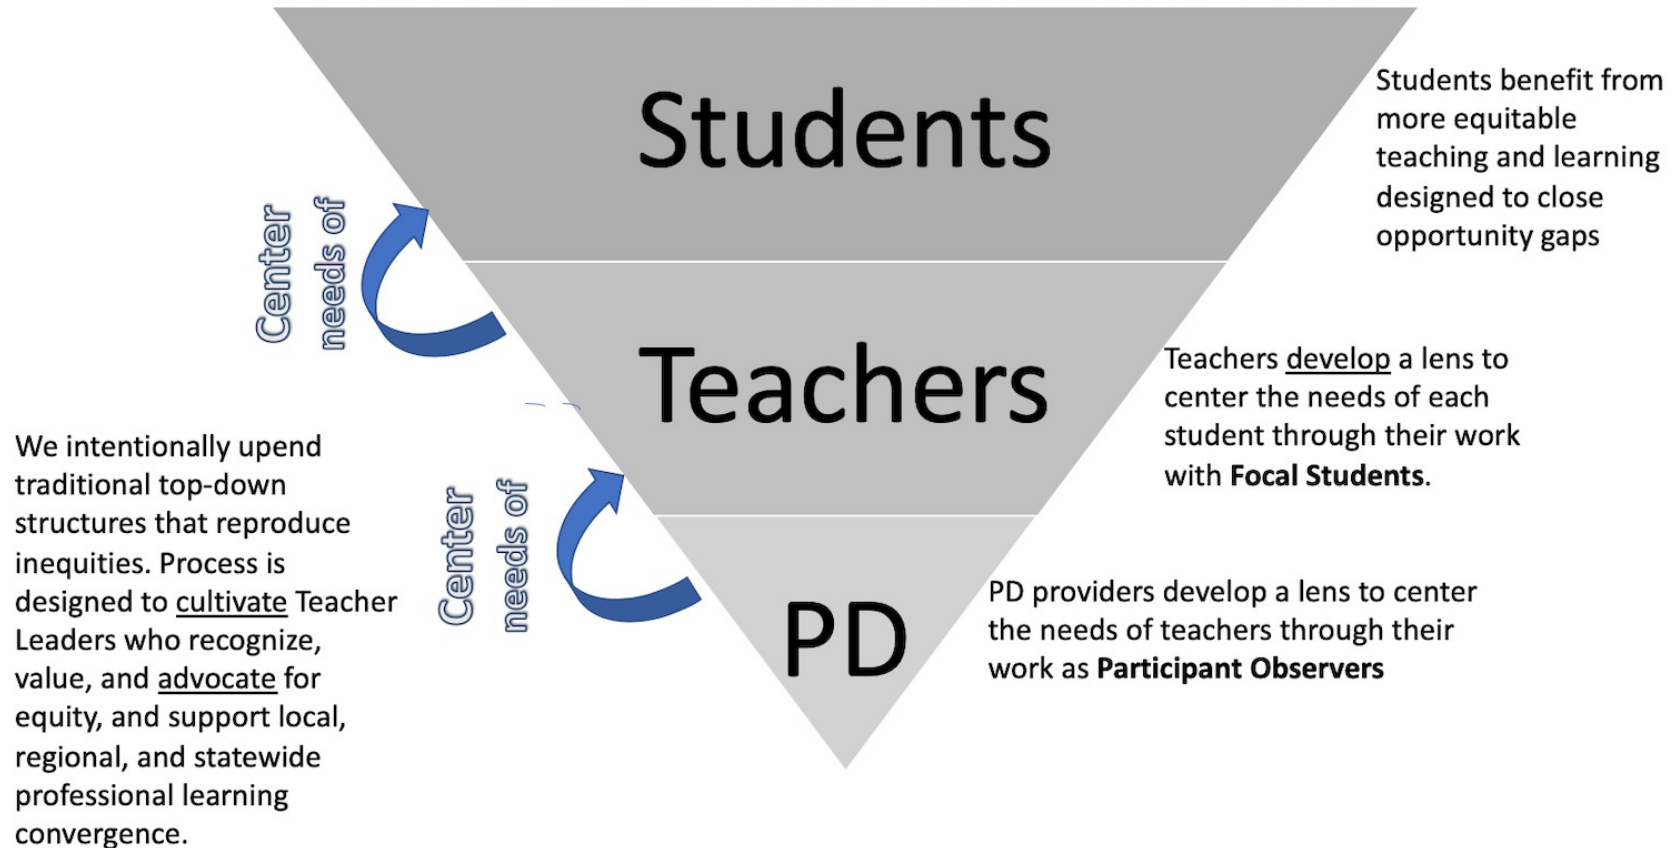 Students
Students benefit from
more equitable
teaching and learning
designed to close
opportunity gaps
Center
needs of
Teachers
Teachers develop a lens to
center the needs of each
student through their work
with Focal Students.
We intentionally upend
traditional top-down
structures that reproduce
inequities. Process is
designed to cultivate Teacher
Leaders who recognize,
value, and advocate for
equity, and support local,
regional, and statewide
professional learning
convergence.
Center
needs of
PD
PD providers develop a lens to center
the needs of teachers through their
work as Participant Observers